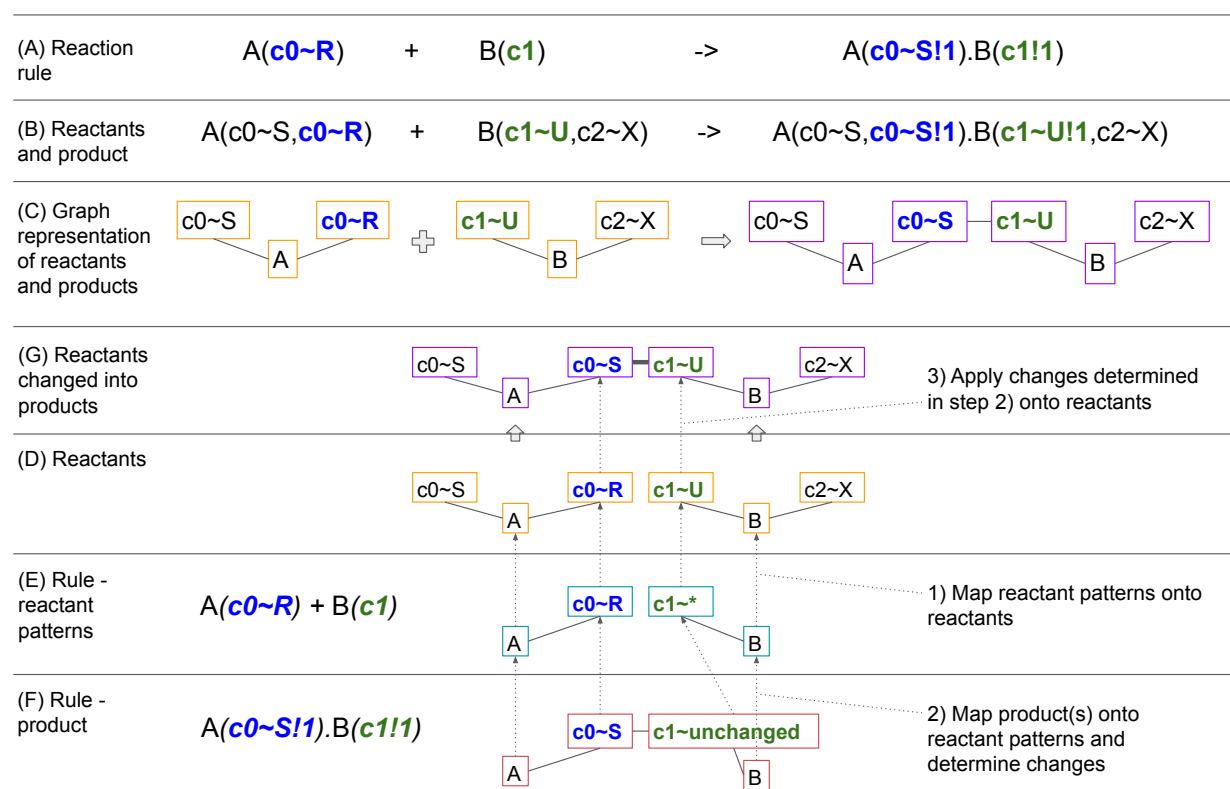 (A) Reaction
rule
A(c0~R) + B(c1) -> A(c0~S!1).B(c1!1)
(B) Reactants
and product
A(c0~S,c0~R) + B(c1~U,c2~X) -> A(c0~S,c0~S!1).B(c1~U!1,c2~X)
(C) Graph
representation
of reactants
and products
c0~S c0~R c1~U c2~X c0~S c0~S c1~U c2~X
A B A B
(G) Reactants
changed into
products
c0~S c0~S c1~U c2~X
A B
3) Apply changes determined
in step 2) onto reactants
(D) Reactants
c0~S c0~R c1~U c2~X
A B
(E) Rule -
reactant
patterns
A(c0~R) + B(c1)
c0~R c1~*
A B
1) Map reactant patterns onto
reactants
(F) Rule -
product
A(c0~S!1).B(c1!1)
c0~S c1~unchanged
A B
2) Map product(s) onto
reactant patterns and
determine changes